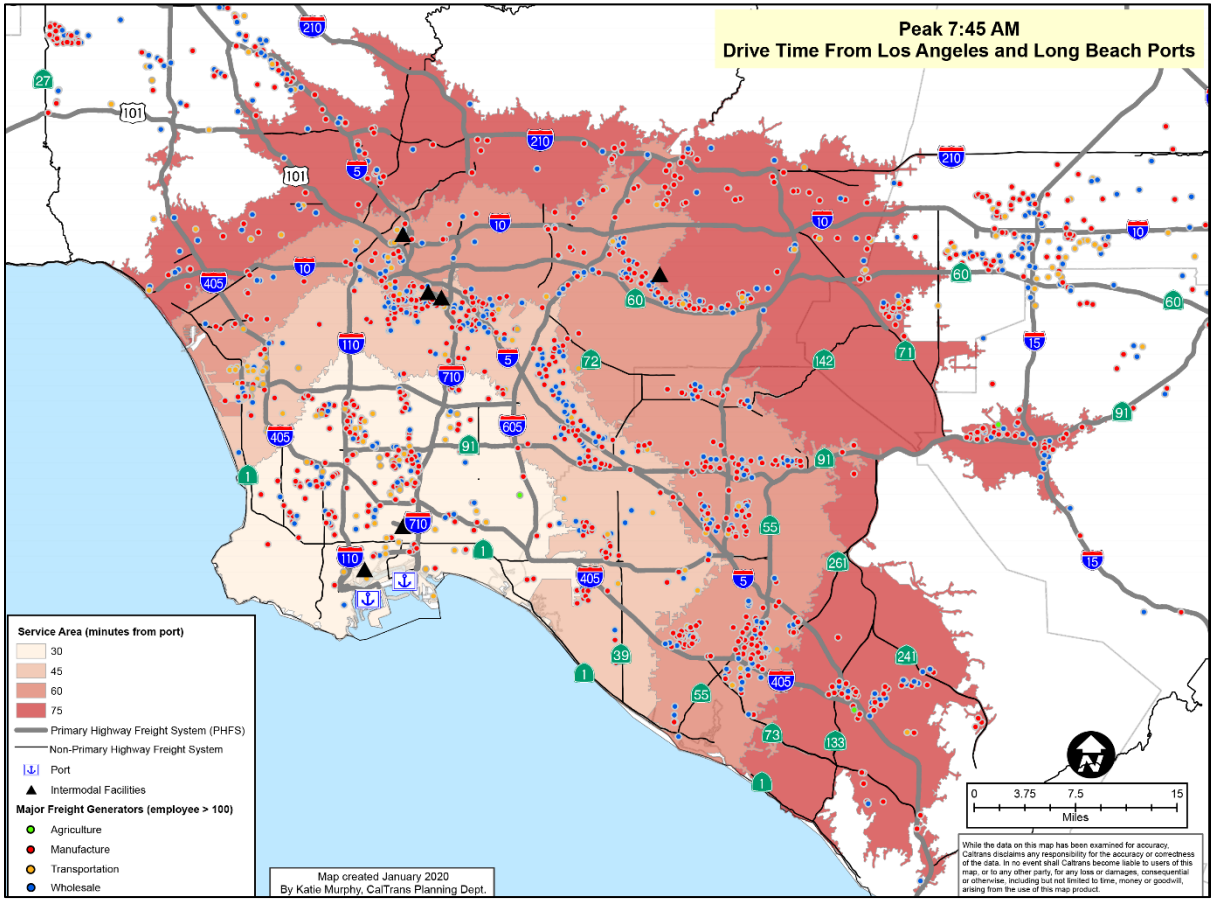 Peak 7:45 AM
Drive Time From Los Angeles and Long Beach Ports
210
27
101
5
101
210
210
10
10
10
10
405
60
60
60
110
5
72
142
71
15
710
605
91
405
91
1
91
55
710
1
110
405
5
261
39
241
15
1
55
405
73
133
1
Service Area (minutes from port)
30
45
60
75
Primary Highway Freight System (PHFS)
Non-Primary Highway Freight System
Port
Intermodal Facilities
Major Freight Generators (employee > 100)
Agriculture
Manufacture
Transportation
Wholesale
Map created January 2020
By Katie Murphy, CalTrans Planning Dept.
N
0 3.75 7.5 15
Miles
While the data on this map has been examined for accuracy,
Caltrans disclaims any responsibility for the accuracy or correctness
of the data. In no event shall Caltrans become liable to users of this
map, or to any other party, for any loss or damages, consequential
or otherwise, including but not limited to time, money or goodwill,
arising from the use of this map product.